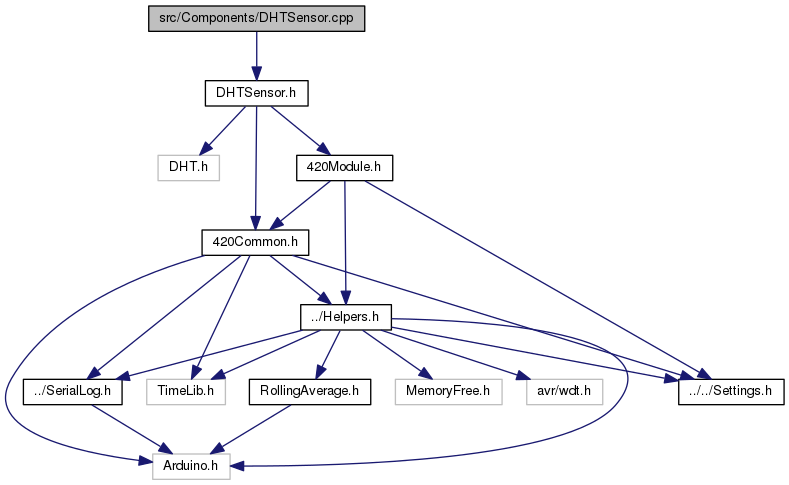 src/Components/DHTSensor.cpp
DHTSensor.h
DHT.h
420Module.h
420Common.h
../Helpers.h
../SerialLog.h
TimeLib.h
RollingAverage.h
MemoryFree.h
avr/wdt.h
../../Settings.h
Arduino.h